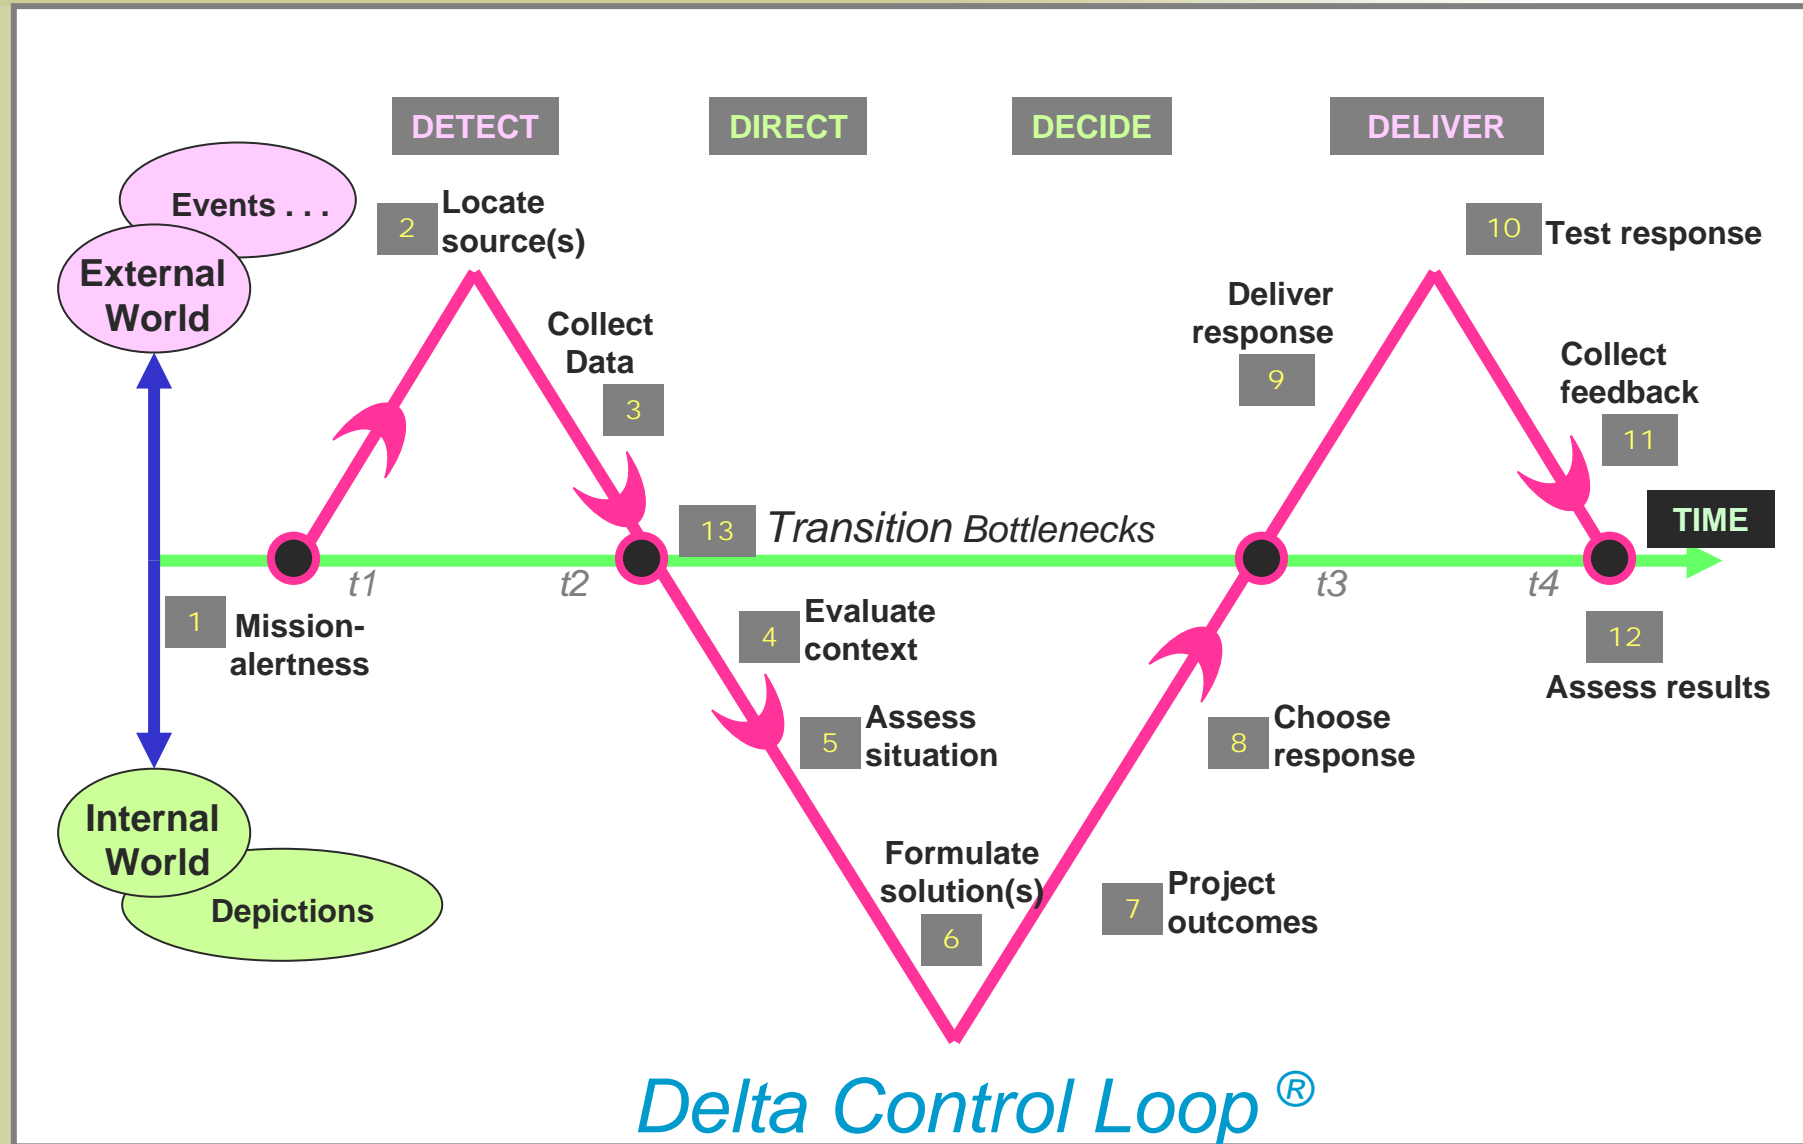 DETECT
DIRECT
DECIDE
DELIVER
Events . . .
External
World
2
Locate
source(s)
10
Test response
Collect
Data
3
Deliver
response
9
Collect
feedback
11
TIME
13
Transition Bottlenecks
t1
t2
t3
t4
1
Mission-
alertness
4
Evaluate
context
12
Assess results
5
Assess
situation
8
Choose
response
Internal
World
Depictions
Formulate
solution(s)
6
7
Project
outcomes
Delta Control Loop ®